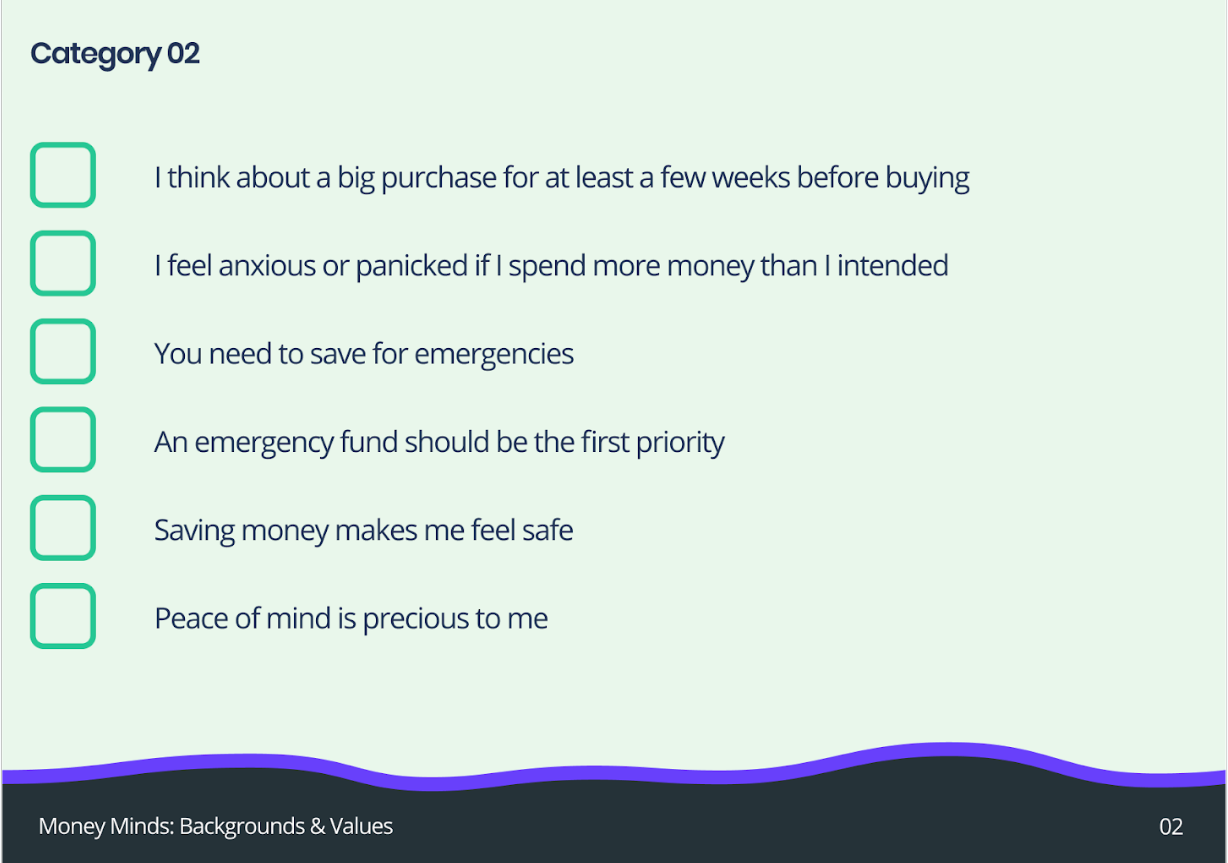 Category 02
I think about a big purchase for at least a few weeks before buying
I feel anxious or panicked if I spend more money than I intended
You need to save for emergencies
An emergency fund should be the first priority
Saving money makes me feel safe
Peace of mind is precious to me
Money Minds: Backgrounds & Values
02